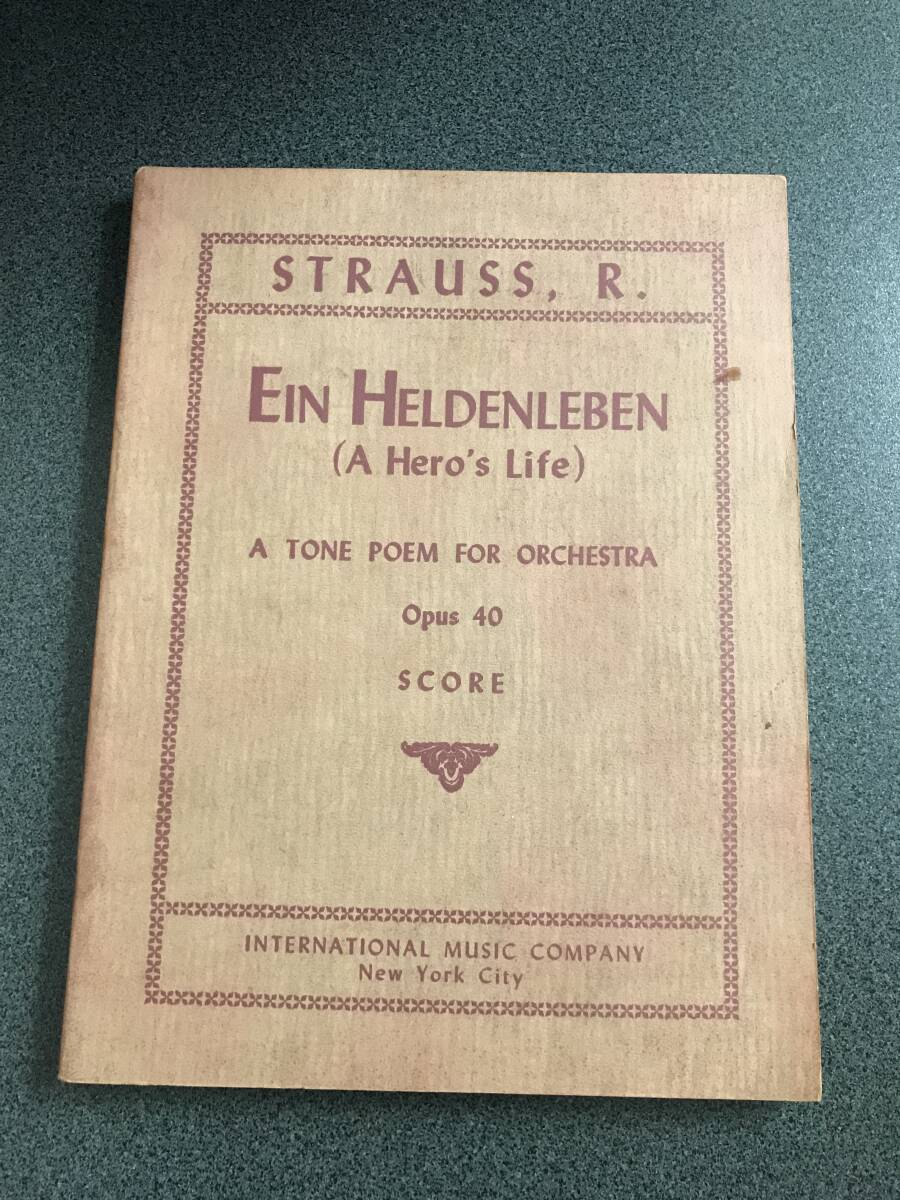 STRAUSS, R.
EIN HELDENLEBEN
(A Hero's Life)
A TONE POEM FOR ORCHESTRA
Opus 40
SCORE
INTERNATIONAL MUSIC COMPANY
New York City